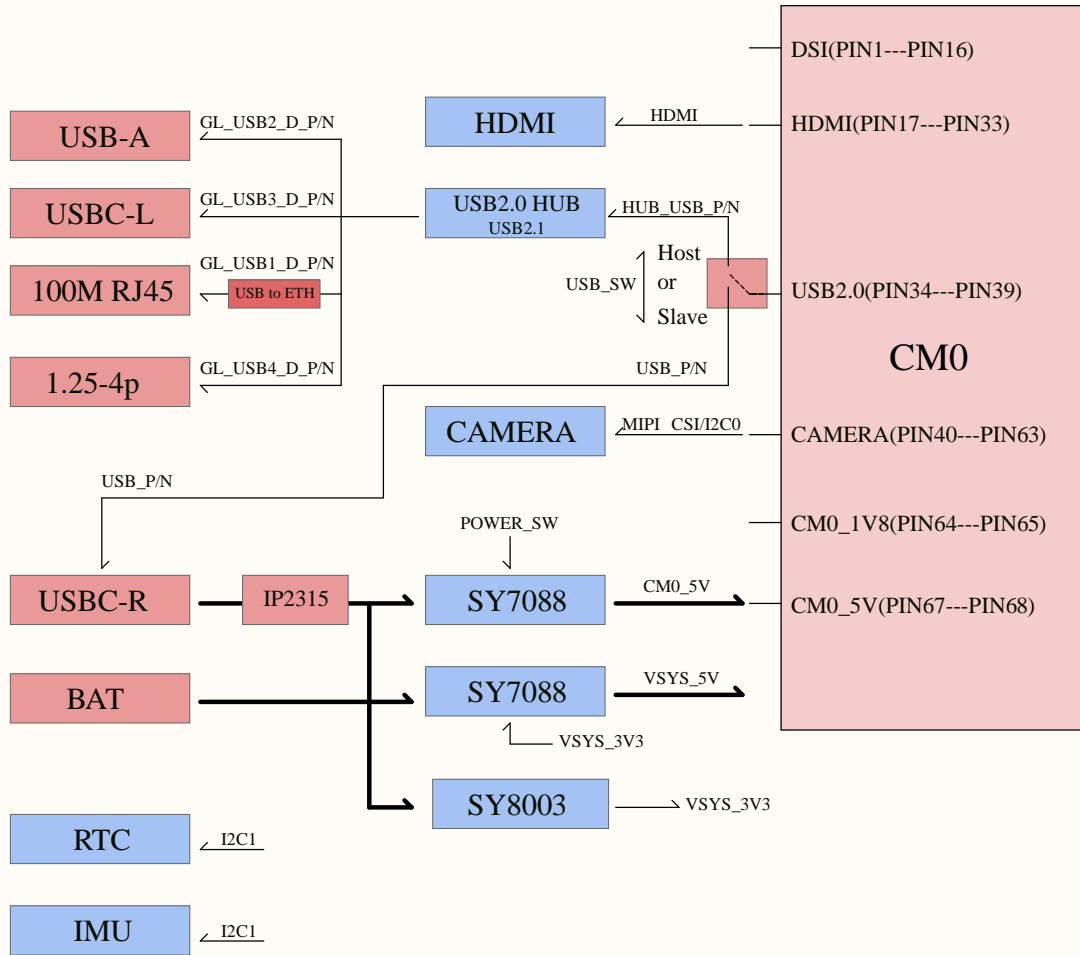 DSI(PIN1---PIN16)
GL_USB2_D_P/N
USB-A
HDMI
HDMI
HDMI(PIN17---PIN33)
GL_USB3_D_P/N
USBC-L
USB2.0 HUB
USB2.1
HUB_USB_P/N
GL_USB1_D_P/N
100M RJ45
USB to ETH
USB_SW
Host
or
Slave
USB2.0(PIN34---PIN39)
CM0
GL_USB4_D_P/N
1.25-4p
USB_P/N
CAMERA
MIPI_CSI/I2C0
CAMERA(PIN40---PIN63)
USB_P/N
POWER_SW
CM0_1V8(PIN64---PIN65)
USBC-R
IP2315
SY7088
CM0_5V
CM0_5V(PIN67---PIN68)
BAT
SY7088
VSYS_5V
VSYS_3V3
SY8003
VSYS_3V3
RTC
I2C1
IMU
I2C1